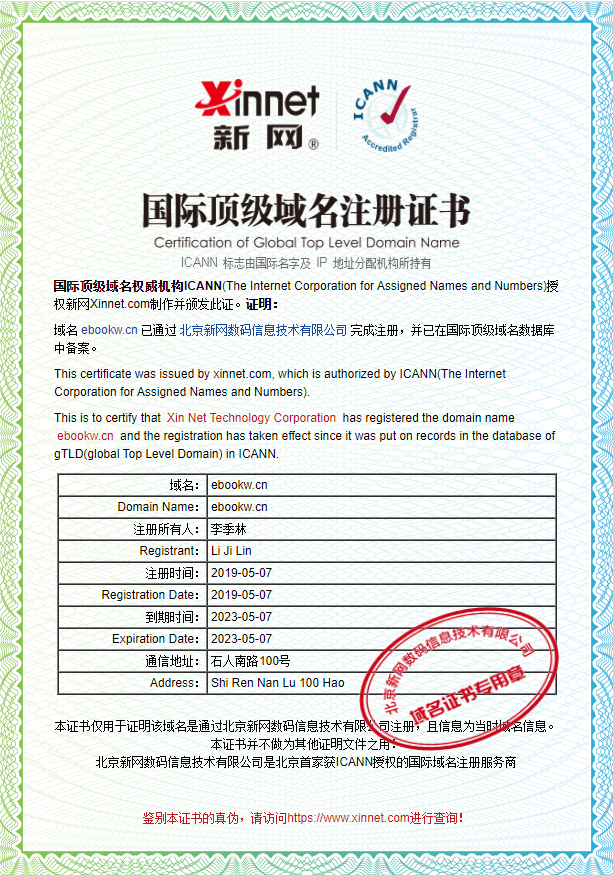 Xinnet
新网®
ICANN
Accredited Registrar
国际顶级域名注册证书
Certification of Global Top Level Domain Name
ICANN 标志由国际名字及 IP 地址分配机构所持有
国际顶级域名权威机构ICANN(The Internet Corporation for Assigned Names and Numbers)授
权新网Xinnet.com制作并颁发此证。证明：
域名 ebookw.cn 已通过 北京新网数码信息技术有限公司 完成注册，并已在国际顶级域名数据库
中备案。
This certificate was issued by xinnet.com, which is authorized by ICANN(The Internet
Corporation for Assigned Names and Numbers).
This is to certify that Xin Net Technology Corporation has registered the domain name
ebookw.cn and the registration has taken effect since it was put on records in the database of
gTLD(global Top Level Domain) in ICANN.
域名： ebookw.cn
Domain Name： ebookw.cn
注册所有人： 李季林
Registrant： Li Ji Lin
注册时间： 2019-05-07
Registration Date： 2019-05-07
到期时间： 2023-05-07
Expiration Date： 2023-05-07
通信地址： 石人南路100号
Address： Shi Ren Nan Lu 100 Hao
北京新网数码信息技术有限公司
域名证书专用章
本证书仅用于证明该域名是通过北京新网数码信息技术有限公司注册，且信息为当时域名信息。
本证书并不做为其他证明文件之用！
北京新网数码信息技术有限公司是北京首家获ICANN授权的国际域名注册服务商
鉴别本证书的真伪，请访问https://www.xinnet.com进行查询！